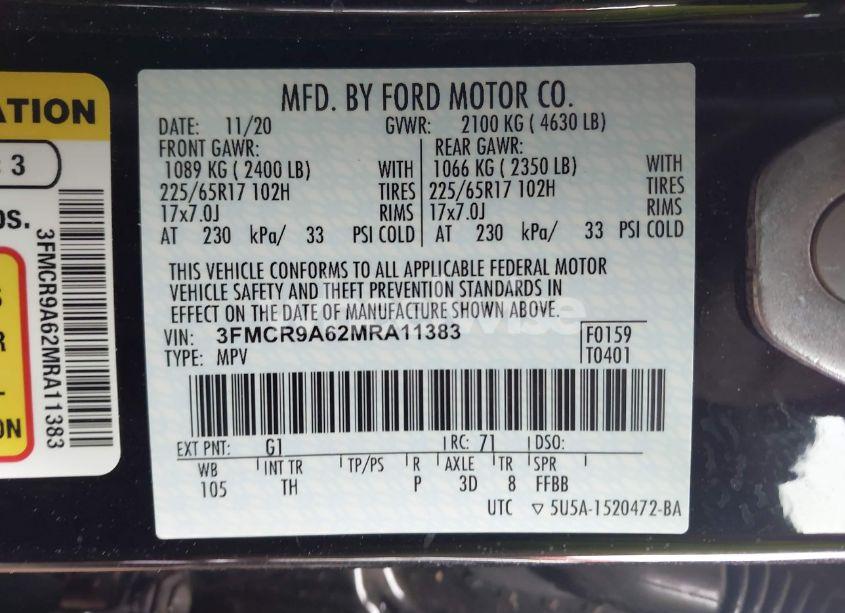 ATION
: 3
OS.
3FMCR9A62MRA11383
S
R
L
ON
MFD. BY FORD MOTOR CO.
DATE: 11/20 GVWR: 2100 KG ( 4630 LB)
FRONT GAWR: REAR GAWR:
1089 KG ( 2400 LB) WITH 1066 KG ( 2350 LB) WITH
225/65R17 102H TIRES 225/65R17 102H TIRES
17x7.0J RIMS 17x7.0J RIMS
AT 230 kPa/ 33 PSI COLD AT 230 kPa/ 33 PSI COLD
THIS VEHICLE CONFORMS TO ALL APPLICABLE FEDERAL MOTOR
VEHICLE SAFETY AND THEFT PREVENTION STANDARDS IN
EFFECT ON THE DATE OF MANUFACTURE SHOWN ABOVE.
VIN: 3FMCR9A62MRA11383 F0159
TYPE: MPV T0401
EXT PNT: G1 RC: 71 DSO:
WB INT TR TP/PS R AXLE TR SPR
105 TH P 3D 8 FFBB
UTC ▽ 5U5A-1520472-BA